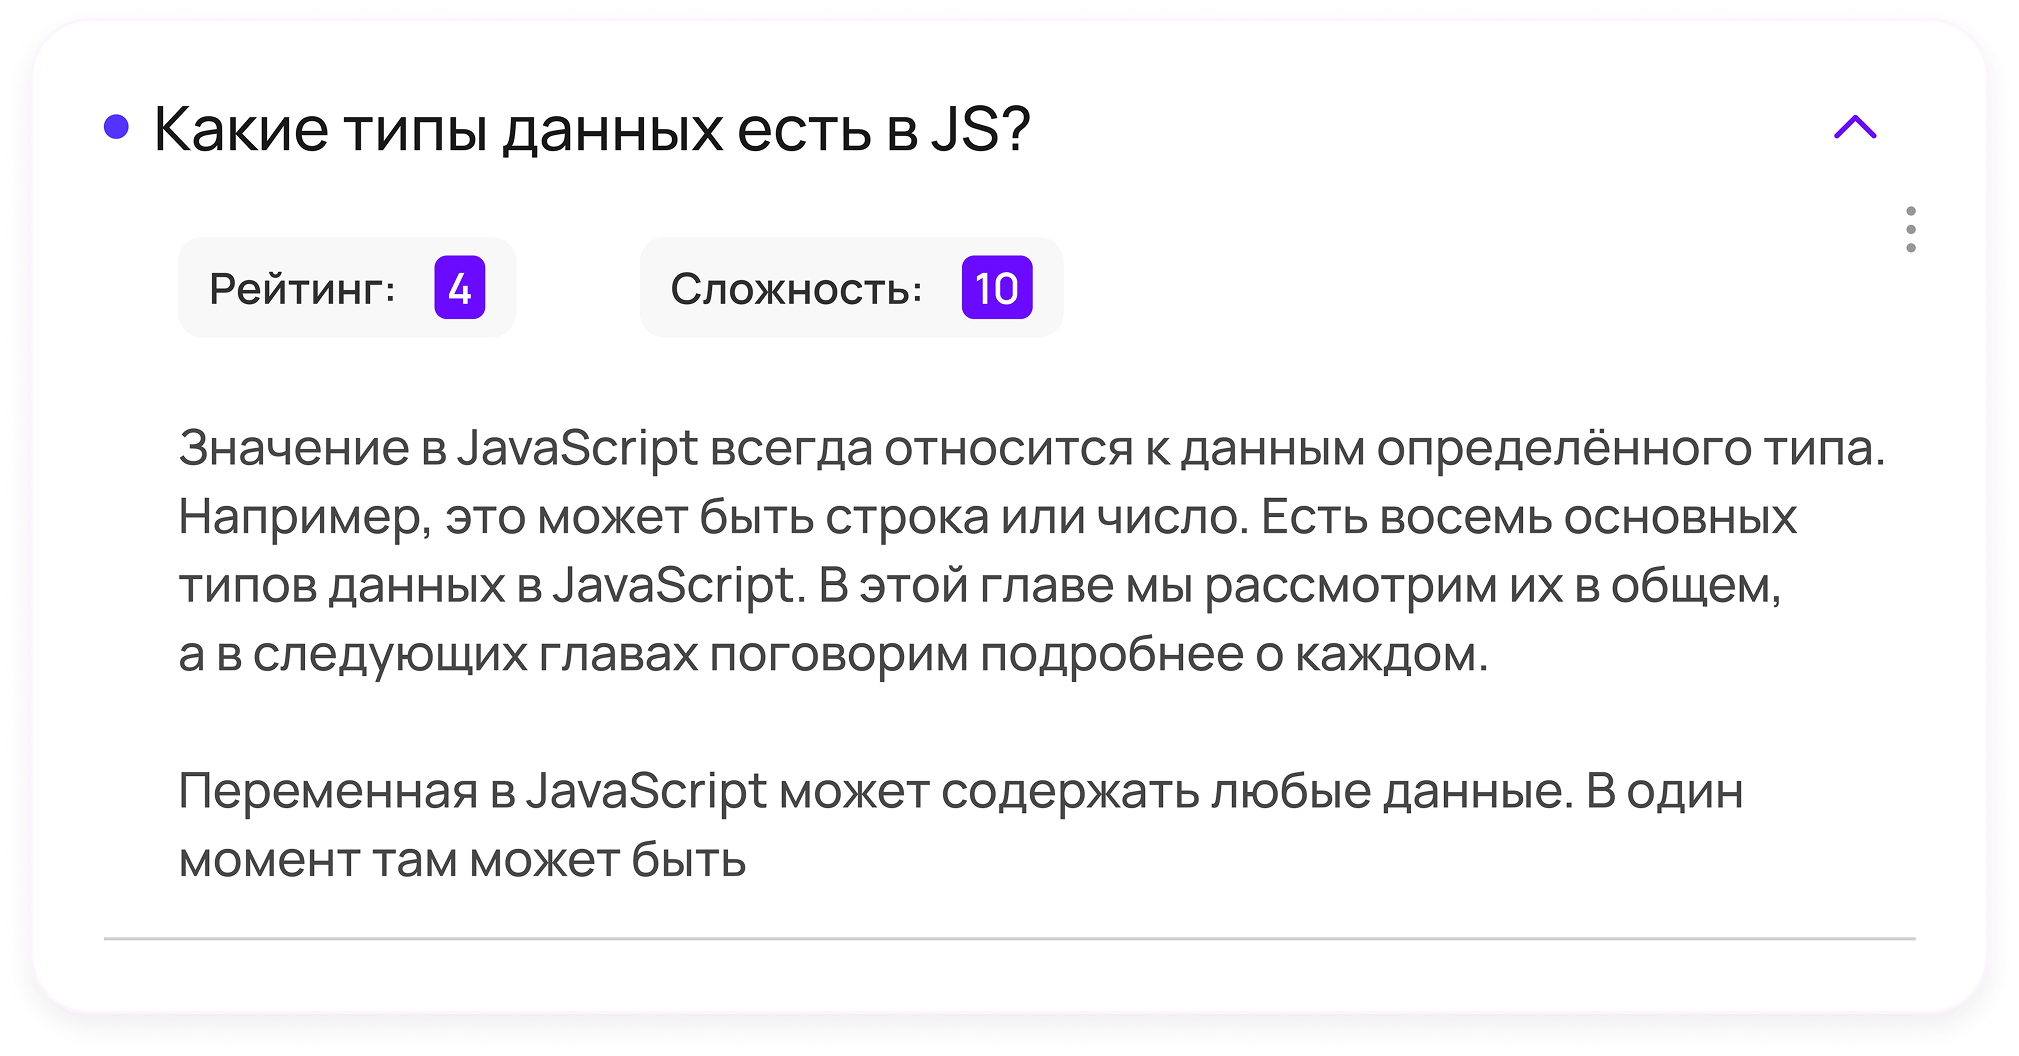 Какие типы данных есть в JS?
Рейтинг: 4 Сложность: 10
Значение в JavaScript всегда относится к данным определённого типа.
Например, это может быть строка или число. Есть восемь основных
типов данных в JavaScript. В этой главе мы рассмотрим их в общем,
а в следующих главах поговорим подробнее о каждом.
Переменная в JavaScript может содержать любые данные. В один
момент там может быть